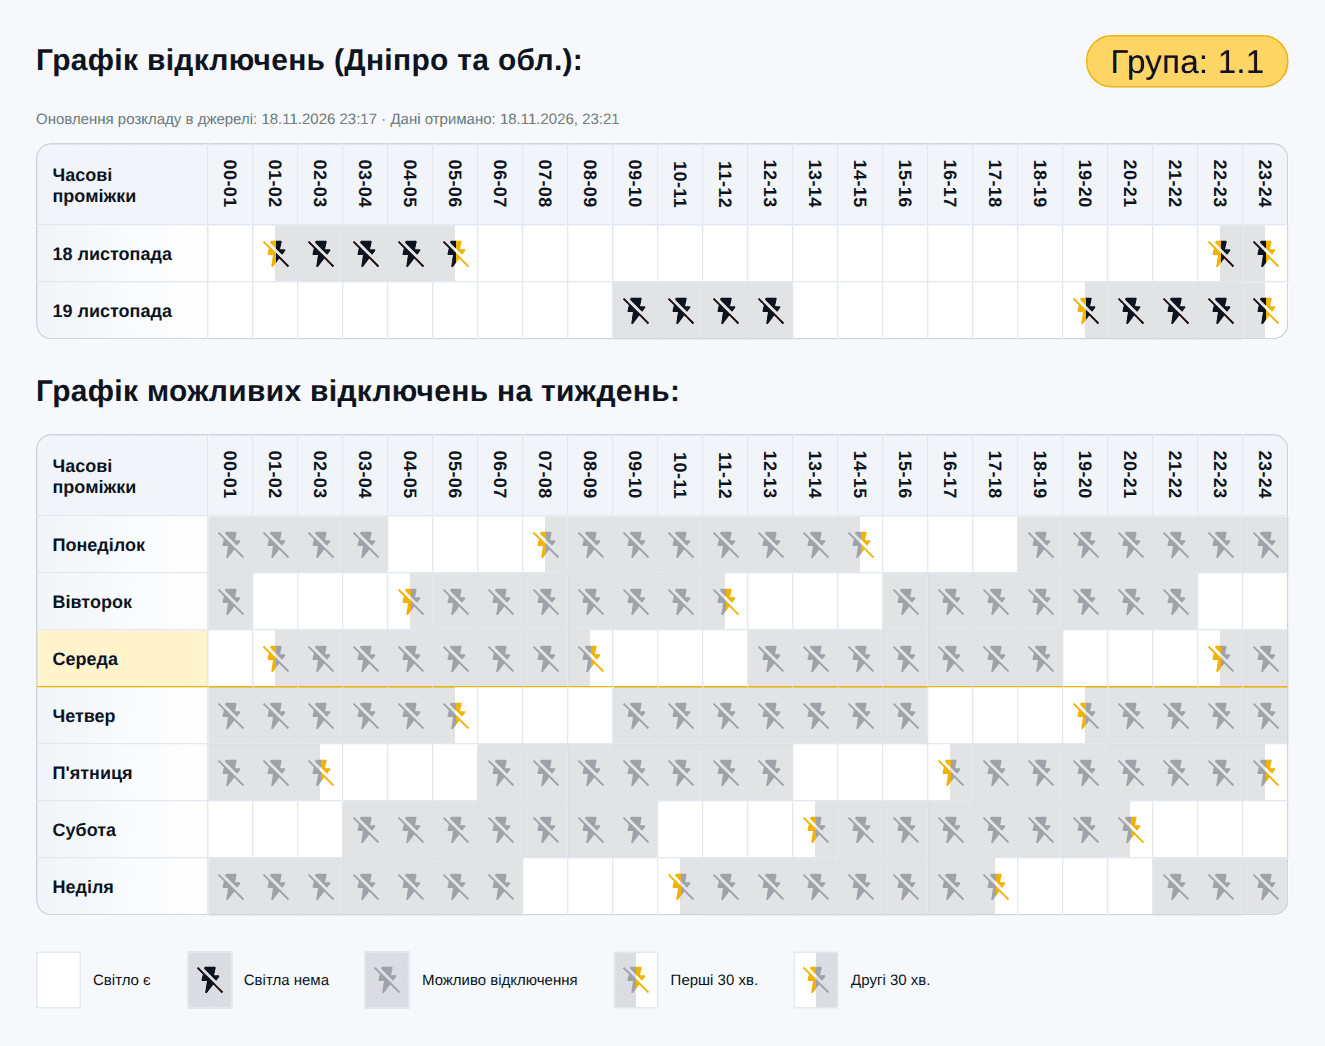 Графік відключень (Дніпро та обл.):
Група: 1.1
Оновлення розкладу в джерелі: 18.11.2026 23:17 · Дані отримано: 18.11.2026, 23:21
Часові проміжки 00-01 01-02 02-03 03-04 04-05 05-06 06-07 07-08 08-09 09-10 10-11 11-12 12-13 13-14 14-15 15-16 16-17 17-18 18-19 19-20 20-21 21-22 22-23 23-24
18 листопада
19 листопада
Графік можливих відключень на тиждень:
Часові проміжки 00-01 01-02 02-03 03-04 04-05 05-06 06-07 07-08 08-09 09-10 10-11 11-12 12-13 13-14 14-15 15-16 16-17 17-18 18-19 19-20 20-21 21-22 22-23 23-24
Понеділок
Вівторок
Середа
Четвер
П'ятниця
Субота
Неділя
Світло є Світла нема Можливо відключення Перші 30 хв. Другі 30 хв.